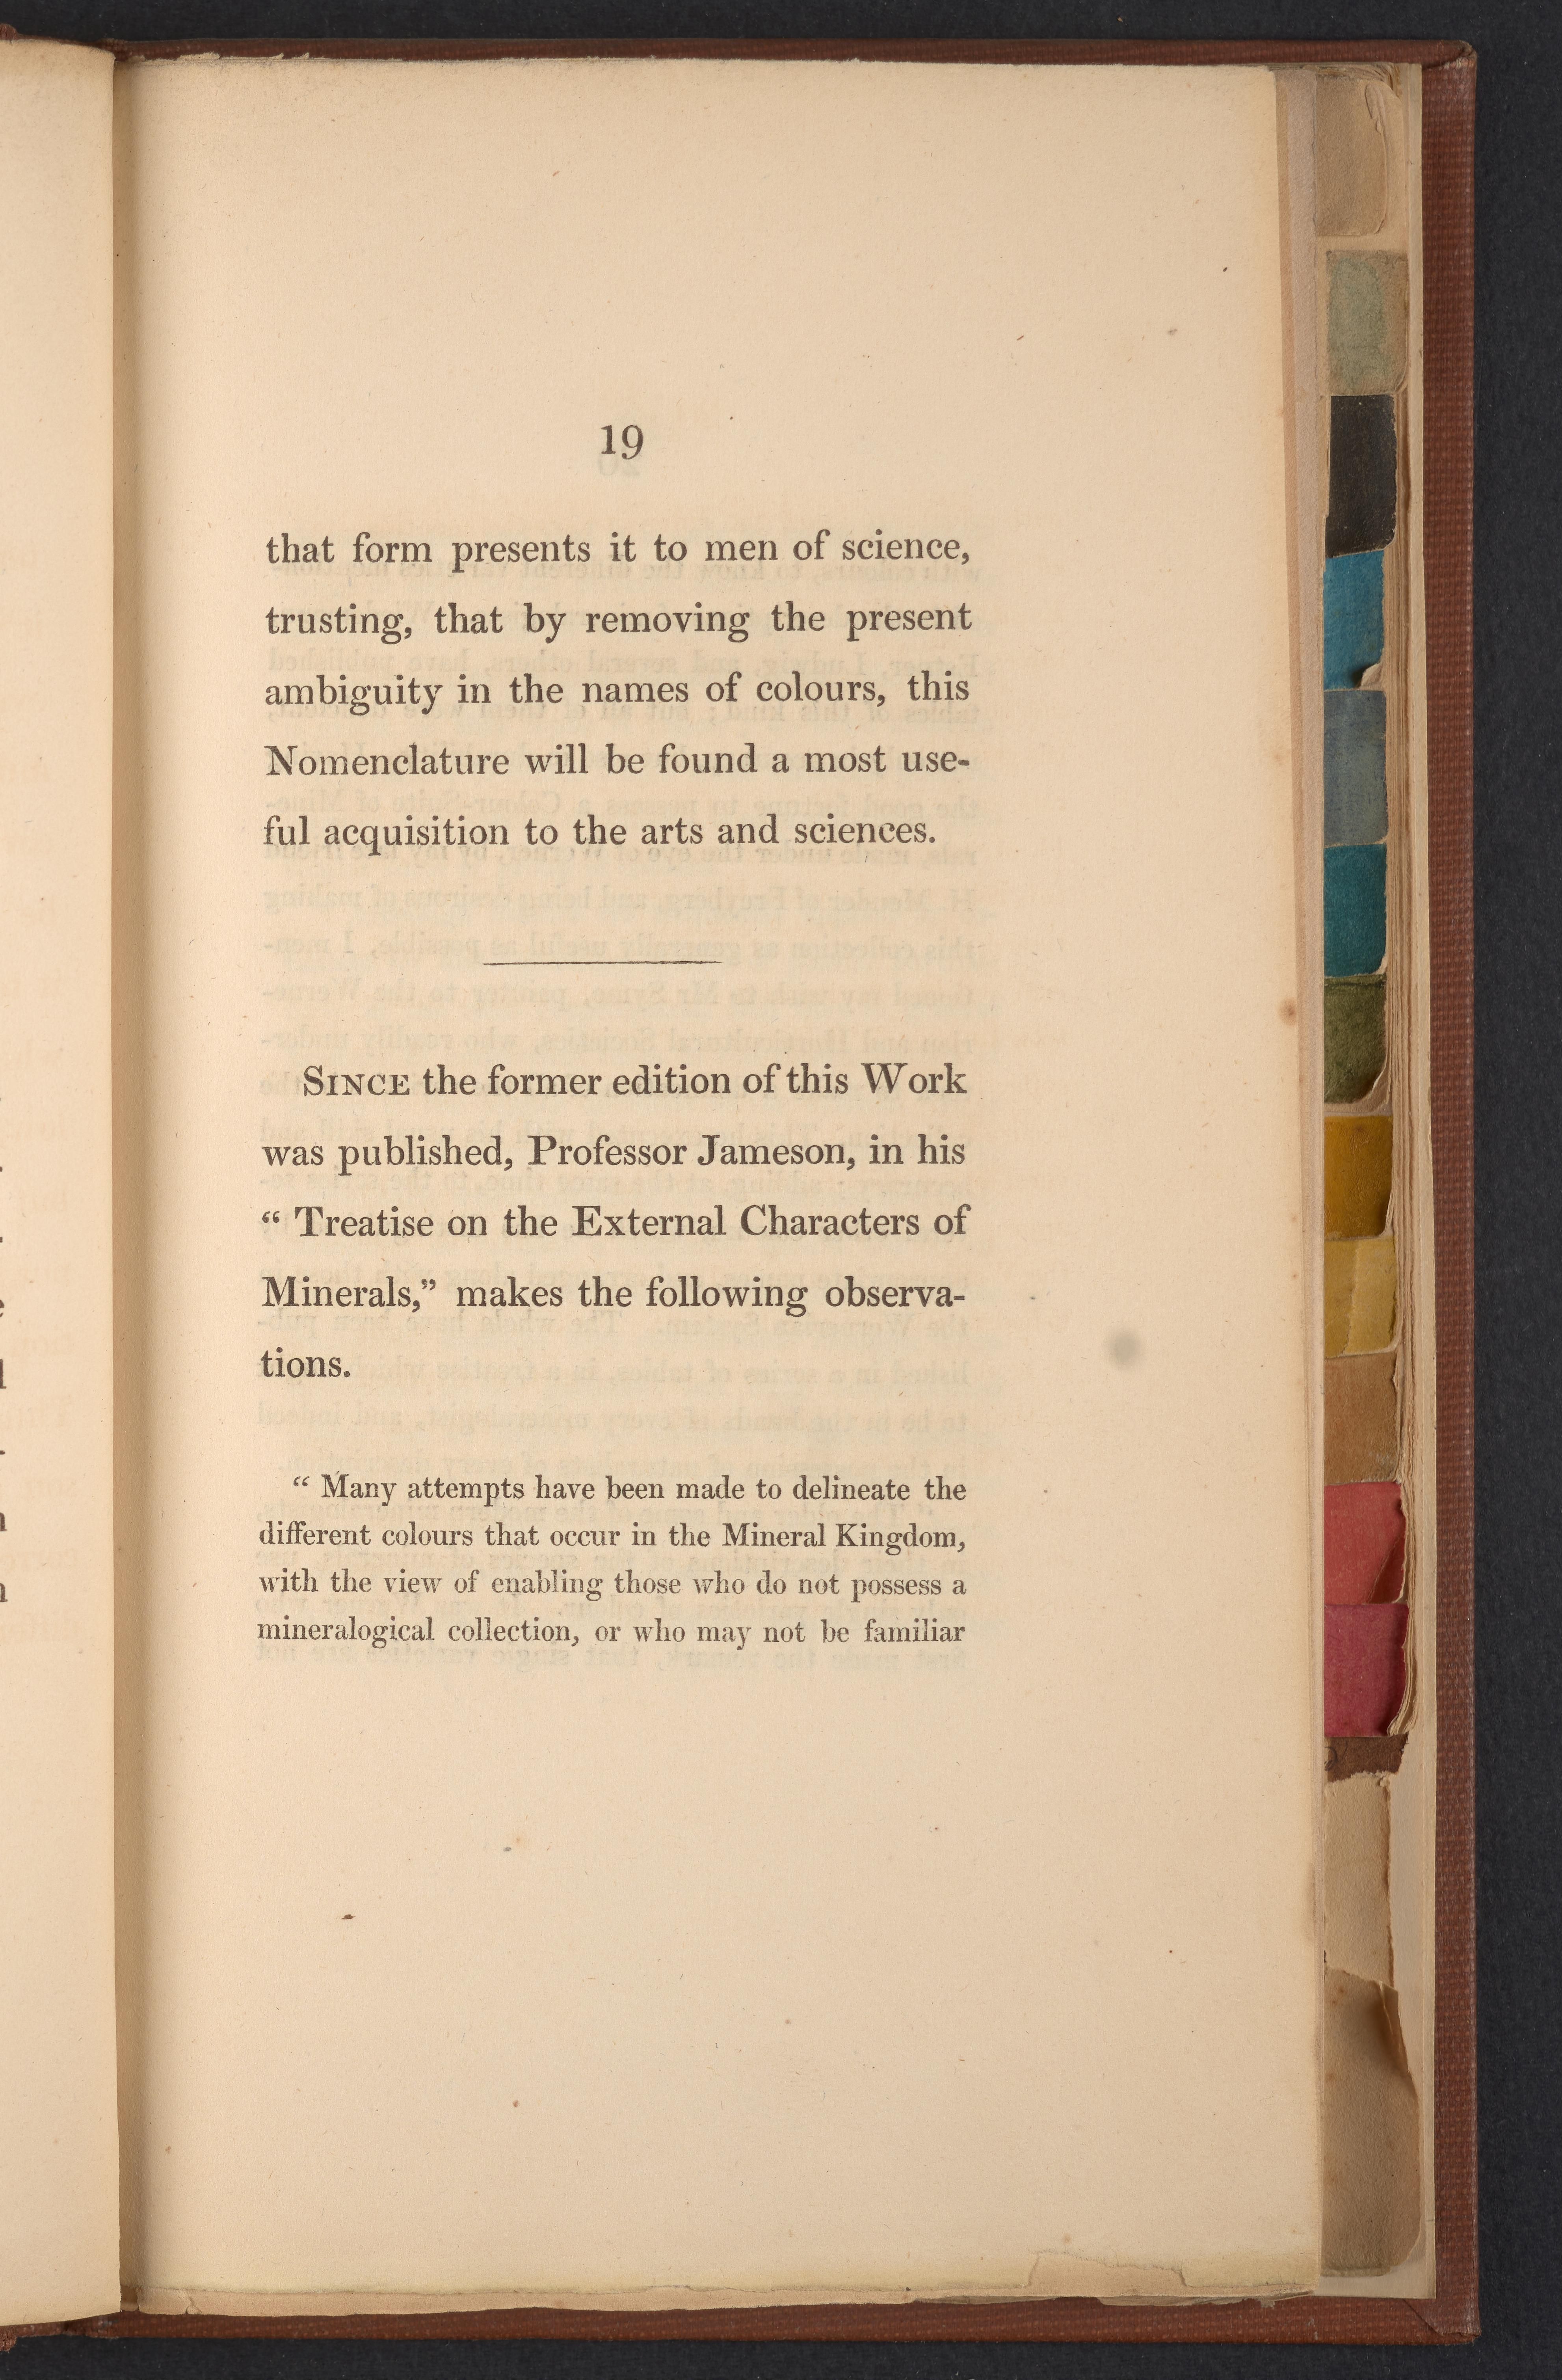 19
that form presents it to men of science,
trusting, that by removing the present
ambiguity in the names of colours, this
Nomenclature will be found a most use-
ful acquisition to the arts and sciences.
SINCE the former edition of this Work
was published, Professor Jameson, in his
“ Treatise on the External Characters of
Minerals,” makes the following observa-
tions.
“ Many attempts have been made to delineate the
different colours that occur in the Mineral Kingdom,
with the view of enabling those who do not possess a
mineralogical collection, or who may not be familiar